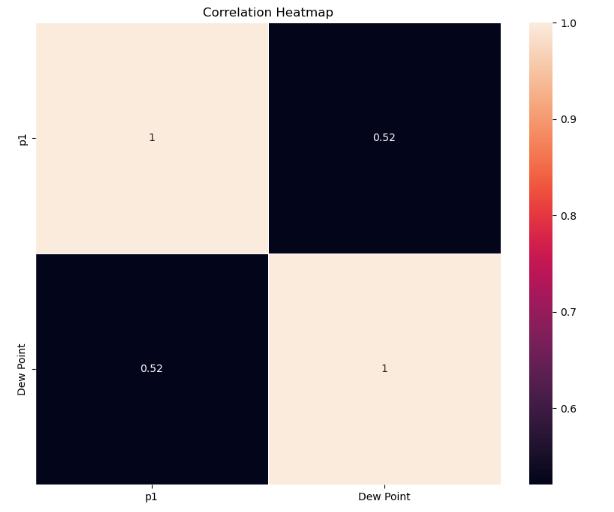 Correlation Heatmap
p1
1
0.52
Dew Point
0.52
1
p1
Dew Point
1.0
0.9
0.8
0.7
0.6